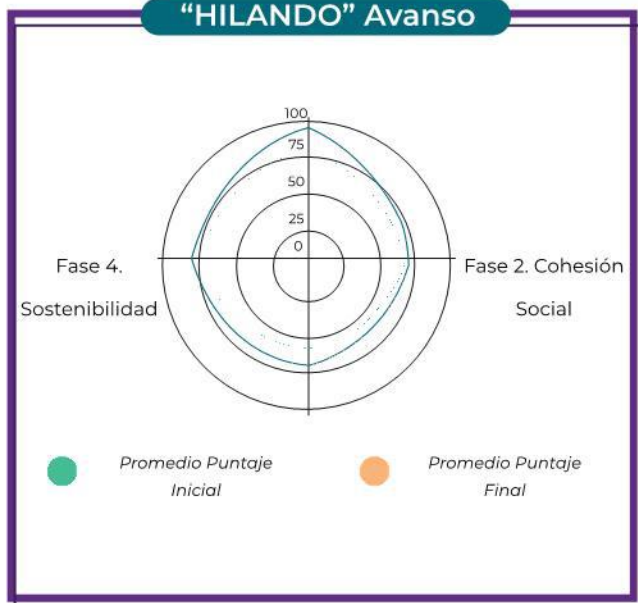 “HILANDO” Avanso
100
75
50
25
0
Fase 4.
Sostenibilidad
Fase 2. Cohesión
Social
Promedio Puntaje
Inicial
Promedio Puntaje
Final